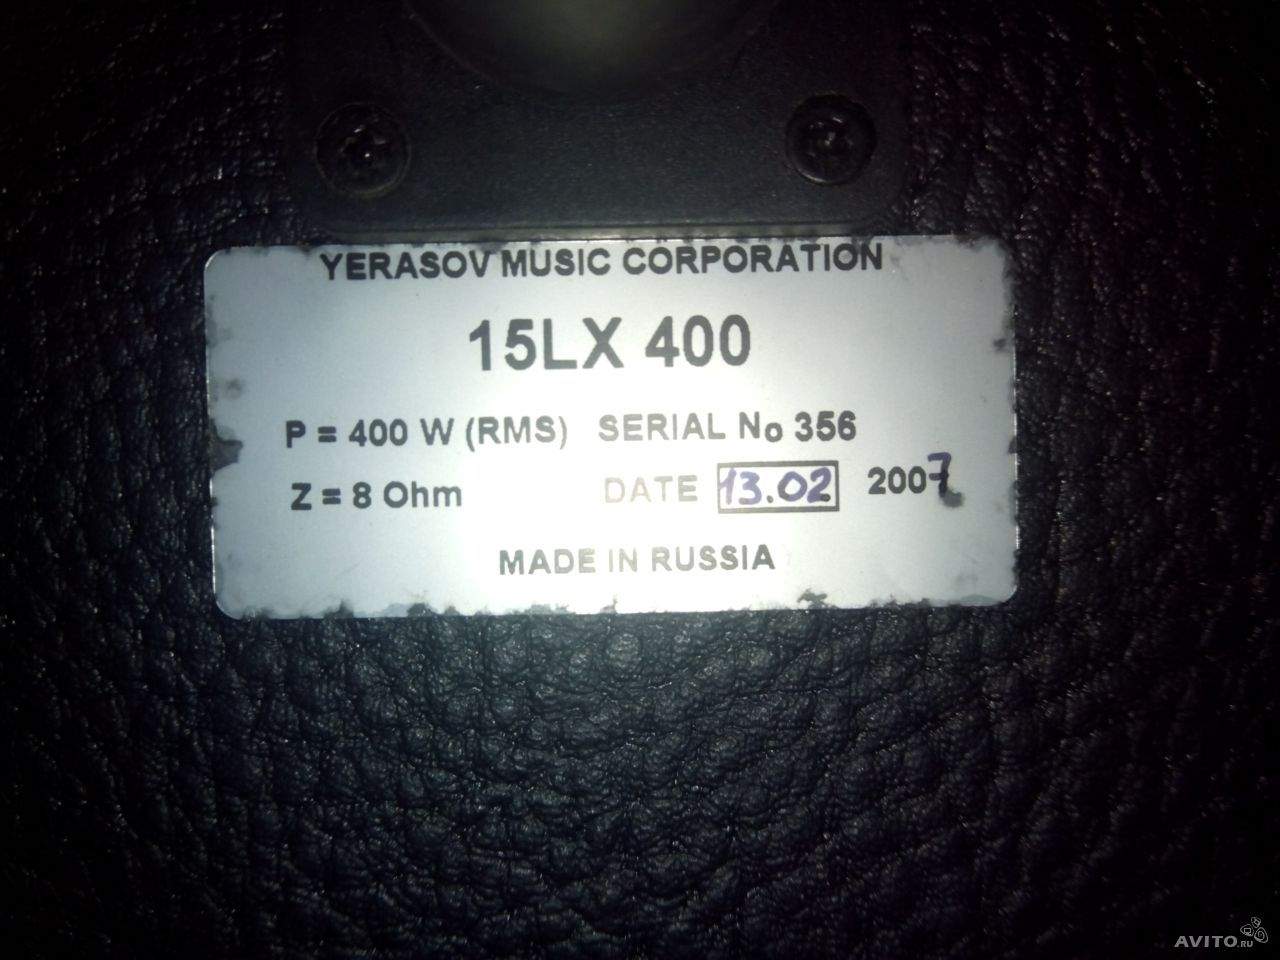 YERASOV MUSIC CORPORATION
15LX 400
P = 400 W (RMS) SERIAL No 356
Z = 8 Ohm DATE 13.02 2007
MADE IN RUSSIA
AVITO.RU